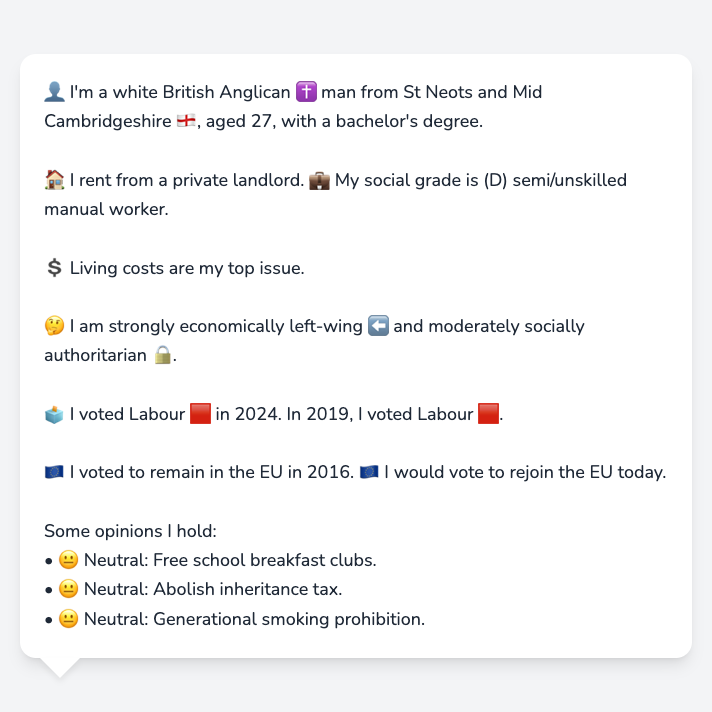 👤 I'm a white British Anglican ✝️ man from St Neots and Mid
Cambridgeshire 🏴󠁧󠁢󠁥󠁮󠁧󠁿, aged 27, with a bachelor's degree.
🏠 I rent from a private landlord. 💼 My social grade is (D) semi/unskilled
manual worker.
💲 Living costs are my top issue.
🤔 I am strongly economically left-wing ⬅️ and moderately socially
authoritarian 🔒.
🗳️ I voted Labour 🟥 in 2024. In 2019, I voted Labour 🟥.
🇪🇺 I voted to remain in the EU in 2016. 🇪🇺 I would vote to rejoin the EU today.
Some opinions I hold:
• 😐 Neutral: Free school breakfast clubs.
• 😐 Neutral: Abolish inheritance tax.
• 😐 Neutral: Generational smoking prohibition.